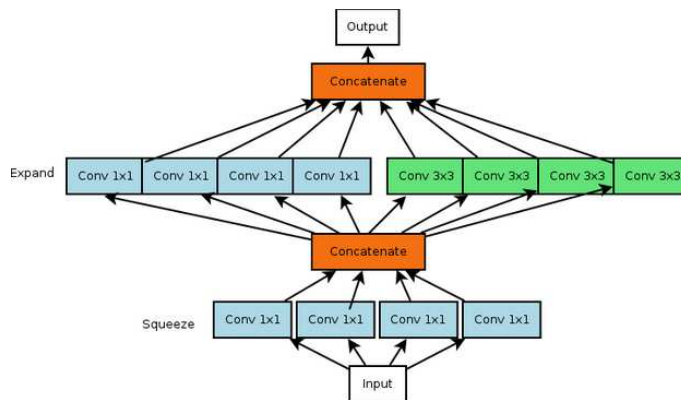 Output
Concatenate
Expand
Conv 1x1 Conv 1x1 Conv 1x1 Conv 1x1 Conv 3x3 Conv 3x3 Conv 3x3 Conv 3x3
Concatenate
Squeeze
Conv 1x1 Conv 1x1 Conv 1x1 Conv 1x1
Input